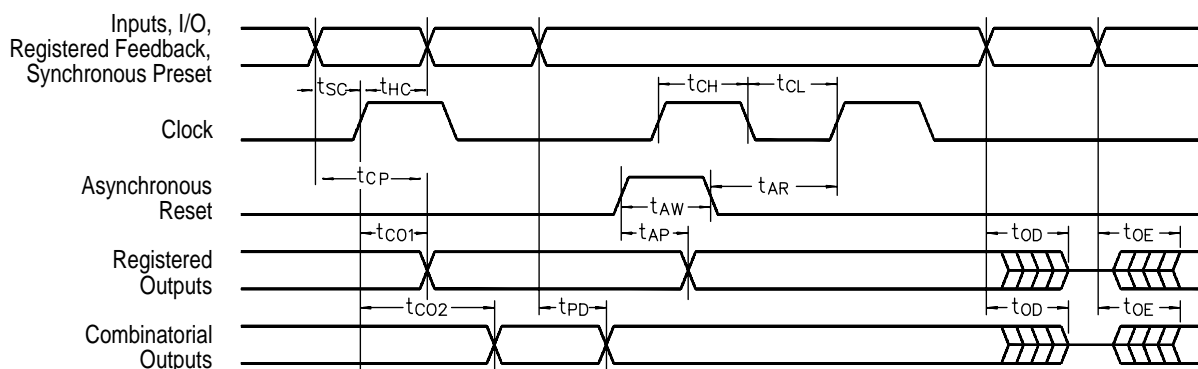 Inputs, I/O,
Registered Feedback,
Synchronous Preset
tSC tHC tCH tCL
Clock
tCP
Asynchronous
Reset
tAR
tAW
tCO1 tAP tOD tOE
Registered
Outputs
tCO2 tPD tOD tOE
Combinatorial
Outputs